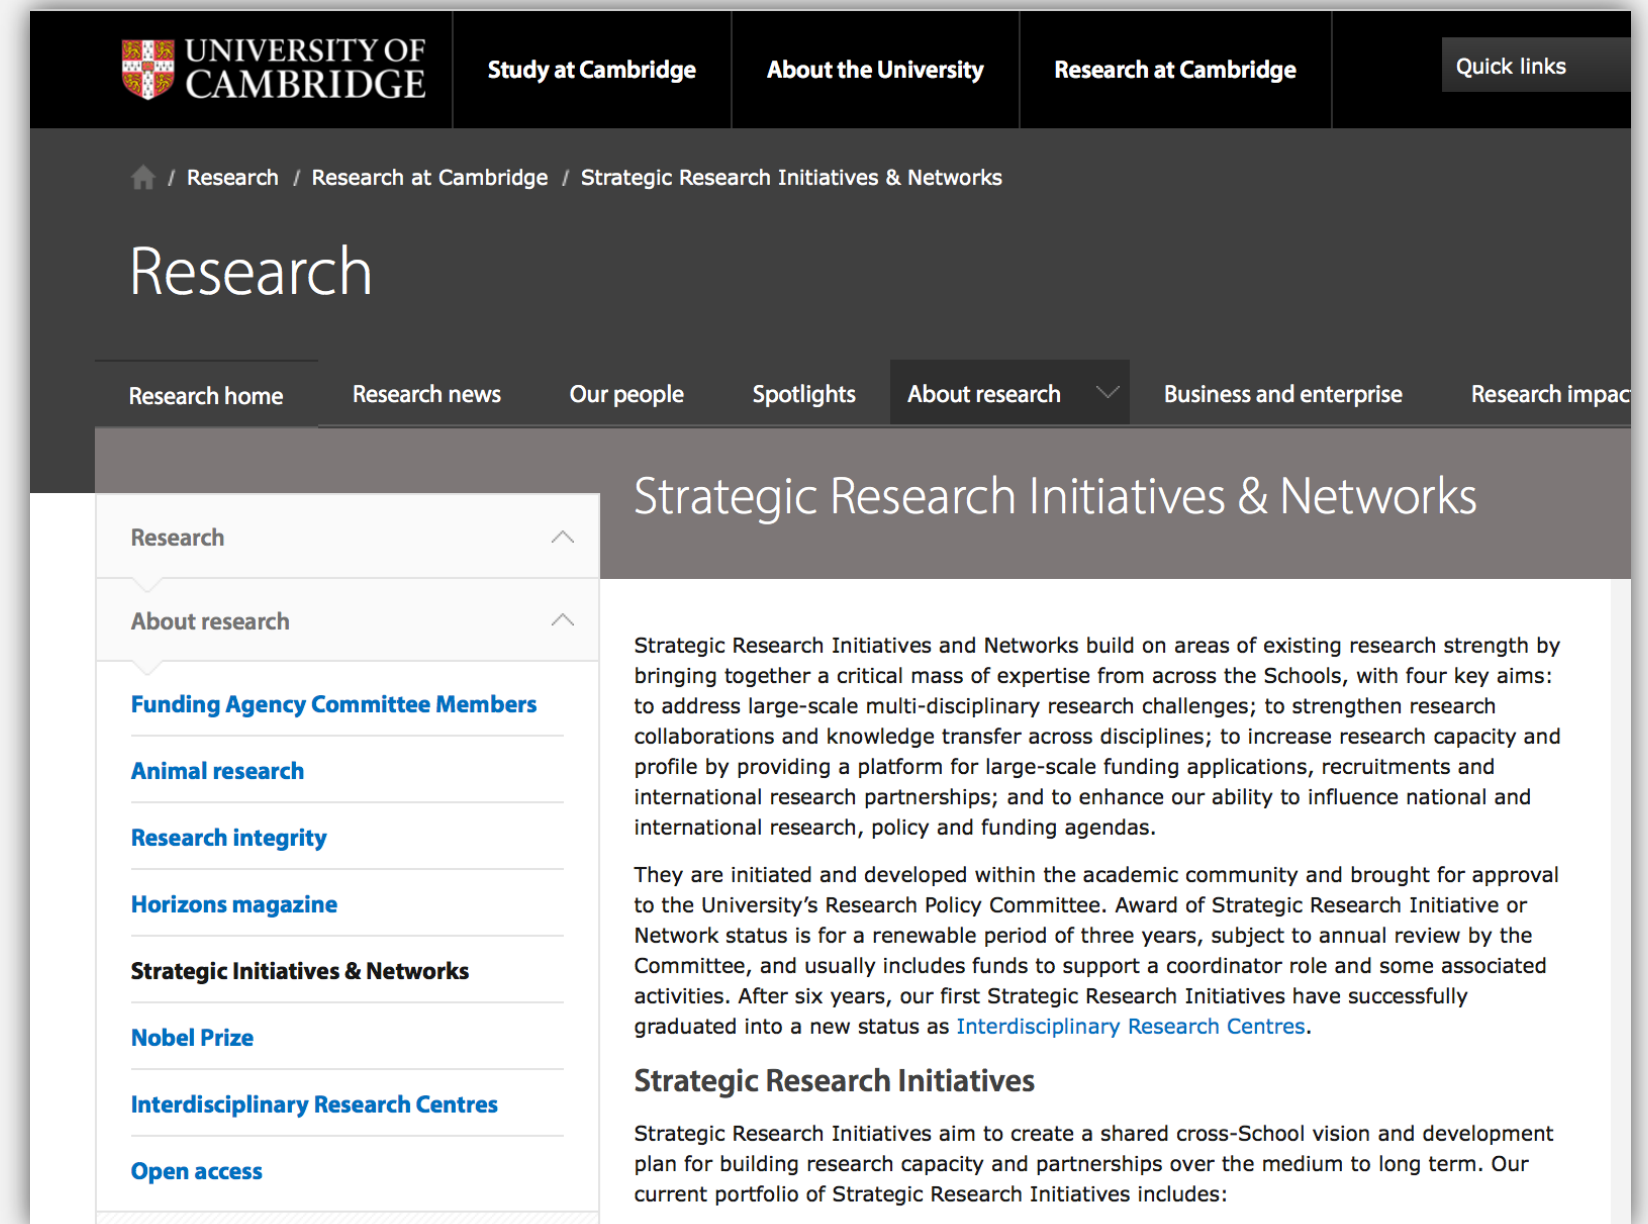 UNIVERSITY OF
CAMBRIDGE
Study at Cambridge
About the University
Research at Cambridge
Quick links
/ Research / Research at Cambridge / Strategic Research Initiatives & Networks
Research
Research home
Research news
Our people
Spotlights
About research
Business and enterprise
Research impac
Strategic Research Initiatives & Networks
Research
About research
Funding Agency Committee Members
Animal research
Research integrity
Horizons magazine
Strategic Initiatives & Networks
Nobel Prize
Interdisciplinary Research Centres
Open access
Strategic Research Initiatives and Networks build on areas of existing research strength by
bringing together a critical mass of expertise from across the Schools, with four key aims:
to address large-scale multi-disciplinary research challenges; to strengthen research
collaborations and knowledge transfer across disciplines; to increase research capacity and
profile by providing a platform for large-scale funding applications, recruitments and
international research partnerships; and to enhance our ability to influence national and
international research, policy and funding agendas.
They are initiated and developed within the academic community and brought for approval
to the University’s Research Policy Committee. Award of Strategic Research Initiative or
Network status is for a renewable period of three years, subject to annual review by the
Committee, and usually includes funds to support a coordinator role and some associated
activities. After six years, our first Strategic Research Initiatives have successfully
graduated into a new status as Interdisciplinary Research Centres.
Strategic Research Initiatives
Strategic Research Initiatives aim to create a shared cross-School vision and development
plan for building research capacity and partnerships over the medium to long term. Our
current portfolio of Strategic Research Initiatives includes: